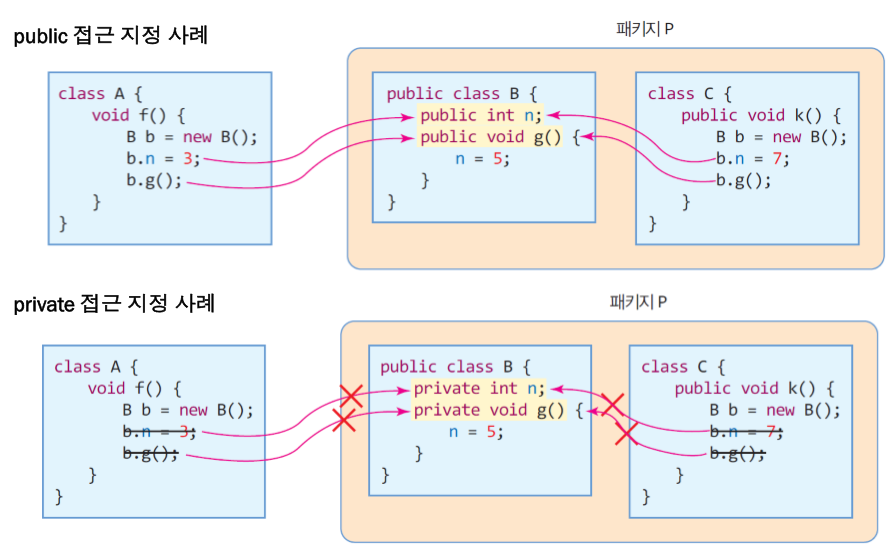 public 접근 지정 사례
패키지 P
class A {
void f() {
B b = new B();
b.n = 3;
b.g();
}
}
public class B {
public int n;
public void g() {
n = 5;
}
}
class C {
public void k() {
B b = new B();
b.n = 7;
b.g();
}
}
private 접근 지정 사례
패키지 P
class A {
void f() {
B b = new B();
b.n = 3;
b.g();
}
}
public class B {
private int n;
private void g() {
n = 5;
}
}
class C {
public void k() {
B b = new B();
b.n = 7;
b.g();
}
}